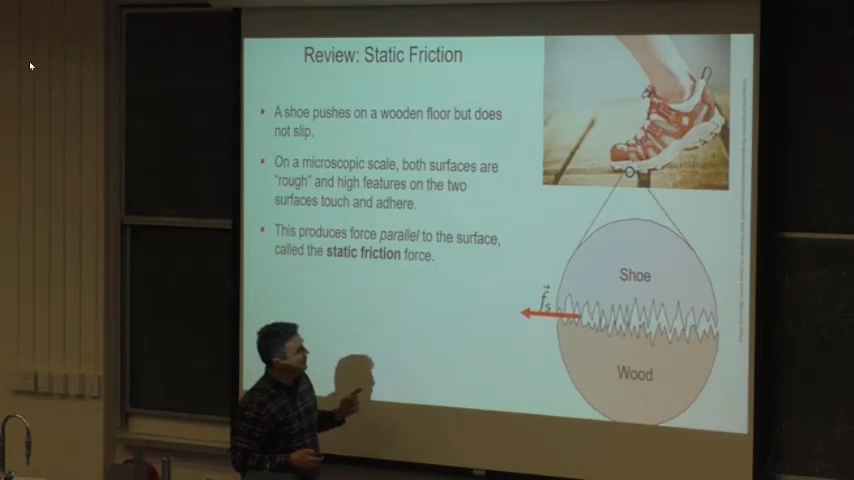 Review: Static Friction
▪ A shoe pushes on a wooden floor but does
not slip.
▪ On a microscopic scale, both surfaces are
"rough" and high features on the two
surfaces touch and adhere.
▪ This produces force parallel to the surface,
called the static friction force.
Shoe
f⃗s
Wood